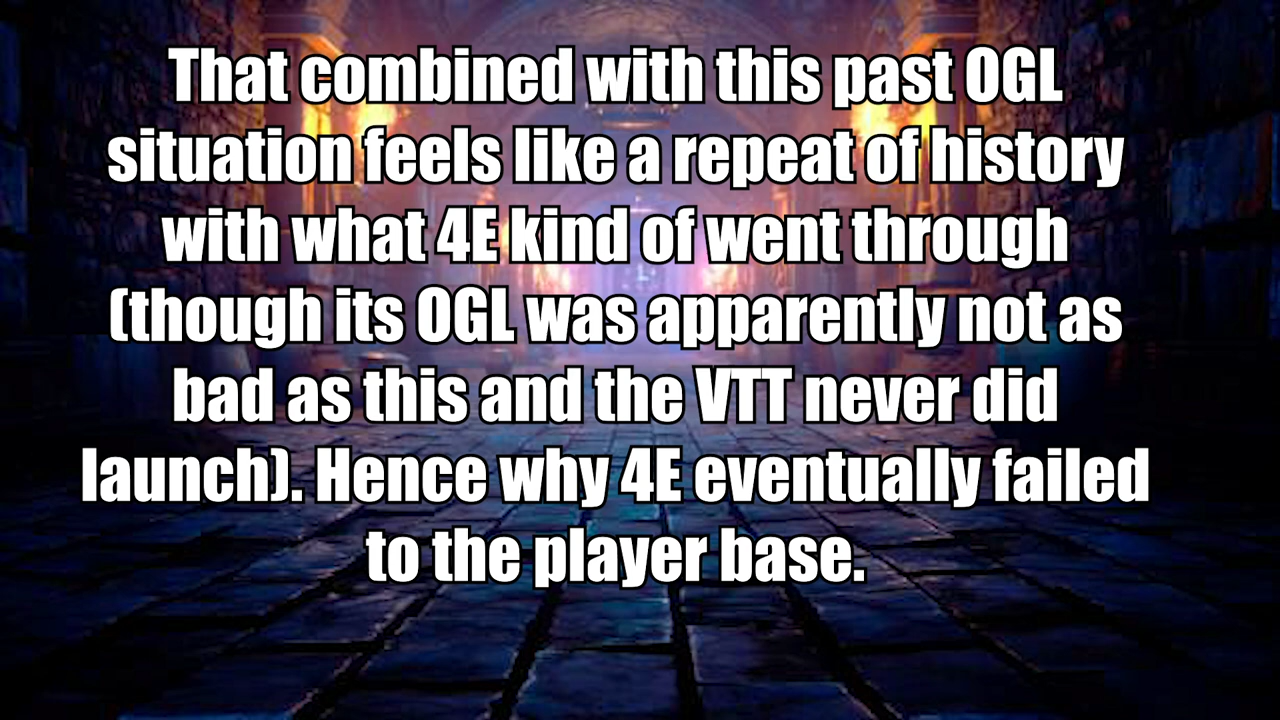 That combined with this past OGL
situation feels like a repeat of history
with what 4E kind of went through
(though its OGL was apparently not as
bad as this and the VTT never did
launch). Hence why 4E eventually failed
to the player base.